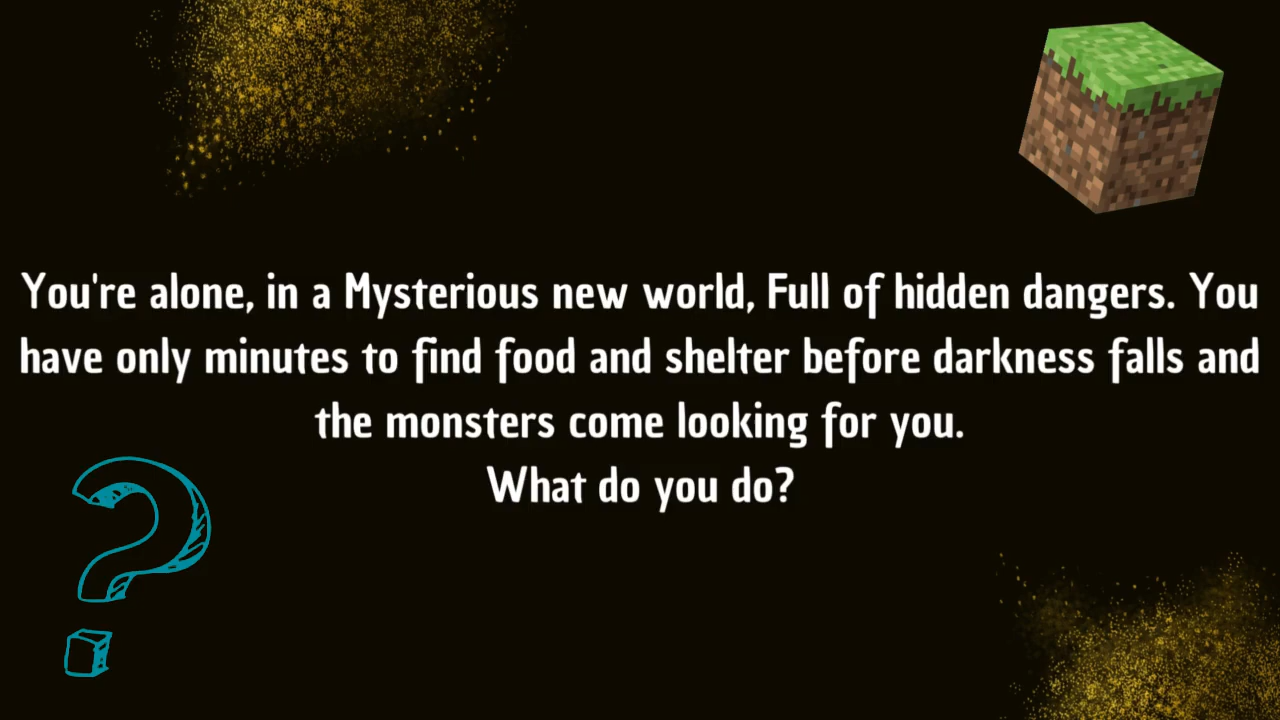 You're alone, in a Mysterious new world, Full of hidden dangers. You
have only minutes to find food and shelter before darkness falls and
the monsters come looking for you.
What do you do?